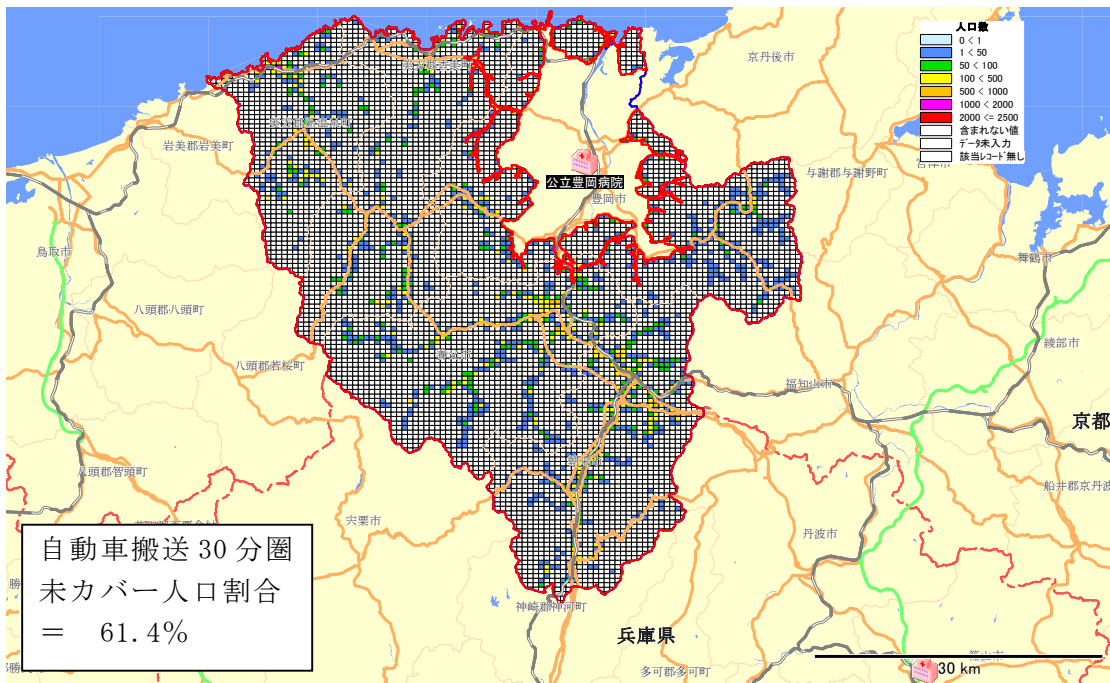 人口数
0 < 1
1 < 50
50 < 100
100 < 500
500 < 1000
1000 < 2000
2000 <= 2500
含まれない値
データ未入力
該当レコード無し
京丹後市
岩美郡岩美町
与謝郡与謝野町
公立豊岡病院
豊岡市
鳥取市
舞鶴市
八頭郡八頭町
綾部市
八頭郡若桜町
福知山市
京都
八頭郡智頭町
船井郡京丹波
宍粟市
丹波市
自動車搬送30分圏
未カバー人口割合
= 61.4%
神崎郡神河町
兵庫県
多可郡多可町
篠山市
30 km